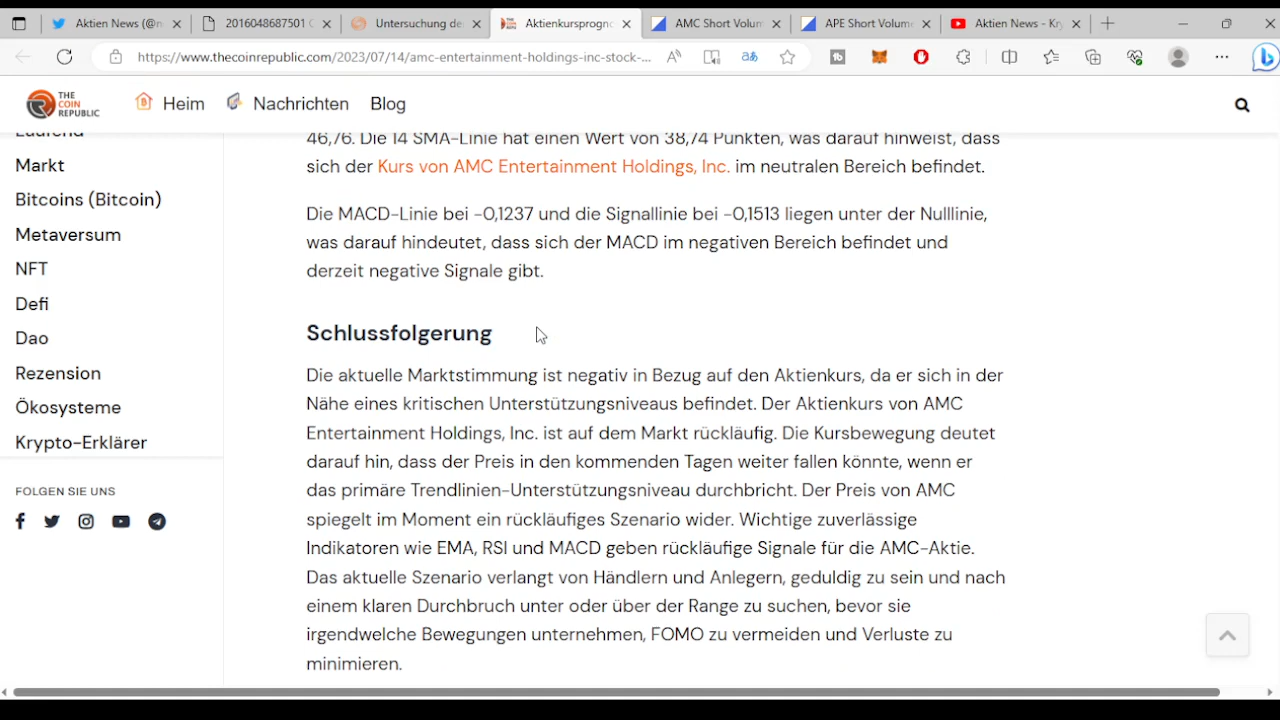 Aktien News (@n
2016048687501 C
Untersuchung de
Aktienkursprogno
AMC Short Volum
APE Short Volume
Aktien News - Kry
https://www.thecoinrepublic.com/2023/07/14/amc-entertainment-holdings-inc-stock-...
THE
COIN
REPUBLIC
Heim
Nachrichten
Blog
Laufend
Markt
Bitcoins (Bitcoin)
Metaversum
NFT
Defi
Dao
Rezension
Ökosysteme
Krypto-Erklärer
FOLGEN SIE UNS
46,76. Die 14 SMA-Linie hat einen Wert von 38,74 Punkten, was darauf hinweist, dass
sich der Kurs von AMC Entertainment Holdings, Inc. im neutralen Bereich befindet.
Die MACD-Linie bei -0,1237 und die Signallinie bei -0,1513 liegen unter der Nulllinie,
was darauf hindeutet, dass sich der MACD im negativen Bereich befindet und
derzeit negative Signale gibt.
Schlussfolgerung
Die aktuelle Marktstimmung ist negativ in Bezug auf den Aktienkurs, da er sich in der
Nähe eines kritischen Unterstützungsniveaus befindet. Der Aktienkurs von AMC
Entertainment Holdings, Inc. ist auf dem Markt rückläufig. Die Kursbewegung deutet
darauf hin, dass der Preis in den kommenden Tagen weiter fallen könnte, wenn er
das primäre Trendlinien-Unterstützungsniveau durchbricht. Der Preis von AMC
spiegelt im Moment ein rückläufiges Szenario wider. Wichtige zuverlässige
Indikatoren wie EMA, RSI und MACD geben rückläufige Signale für die AMC-Aktie.
Das aktuelle Szenario verlangt von Händlern und Anlegern, geduldig zu sein und nach
einem klaren Durchbruch unter oder über der Range zu suchen, bevor sie
irgendwelche Bewegungen unternehmen, FOMO zu vermeiden und Verluste zu
minimieren.